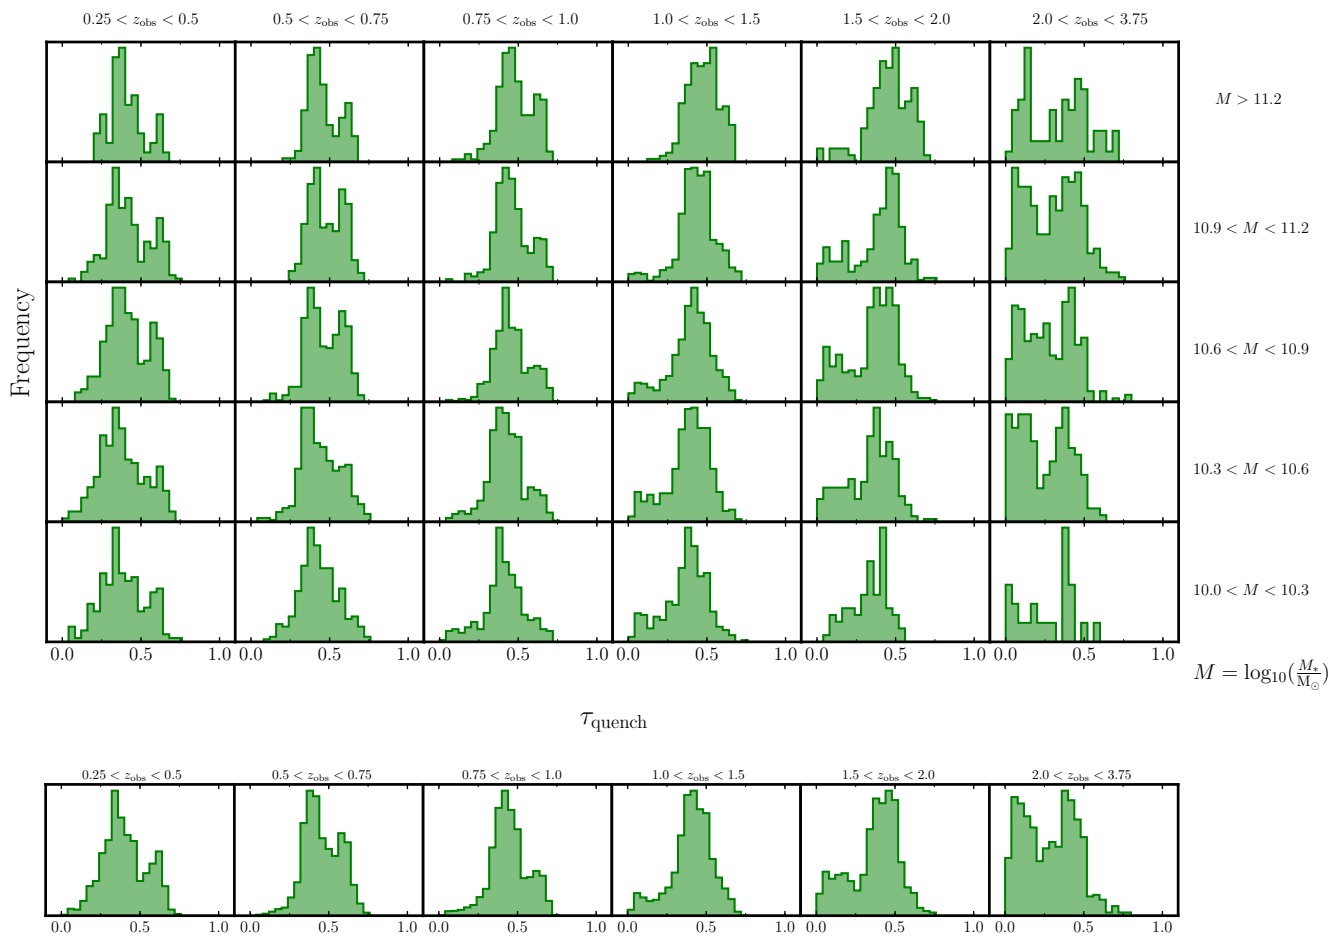 0.25 < z_obs < 0.5 0.5 < z_obs < 0.75 0.75 < z_obs < 1.0 1.0 < z_obs < 1.5 1.5 < z_obs < 2.0 2.0 < z_obs < 3.75
M > 11.2
10.9 < M < 11.2
Frequency
10.6 < M < 10.9
10.3 < M < 10.6
10.0 < M < 10.3
0.0 0.5 1.0 0.0 0.5 1.0 0.0 0.5 1.0 0.0 0.5 1.0 0.0 0.5 1.0 0.0 0.5 1.0
M = log₁₀(M_*/M_⊙)
τ_quench
0.25 < z_obs < 0.5 0.5 < z_obs < 0.75 0.75 < z_obs < 1.0 1.0 < z_obs < 1.5 1.5 < z_obs < 2.0 2.0 < z_obs < 3.75
0.0 0.5 1.0 0.0 0.5 1.0 0.0 0.5 1.0 0.0 0.5 1.0 0.0 0.5 1.0 0.0 0.5 1.0